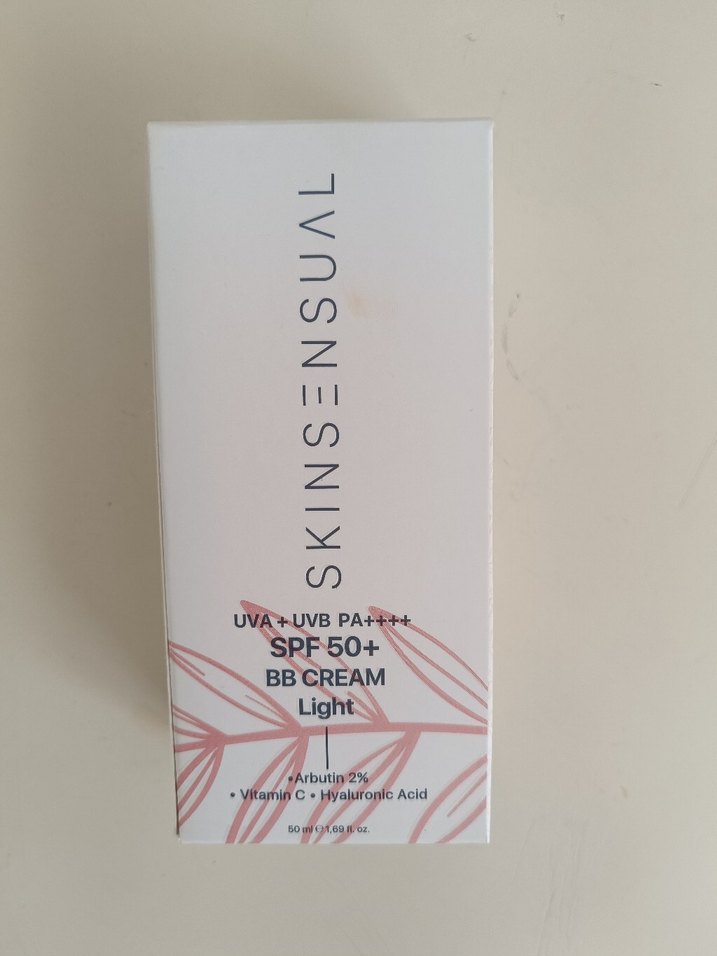 SKINSENSUAL
UVA + UVB PA++++
SPF 50+
BB CREAM
Light
•Arbutin 2%
• Vitamin C • Hyaluronic Acid
50 ml ℮ 1,69 fl. oz.